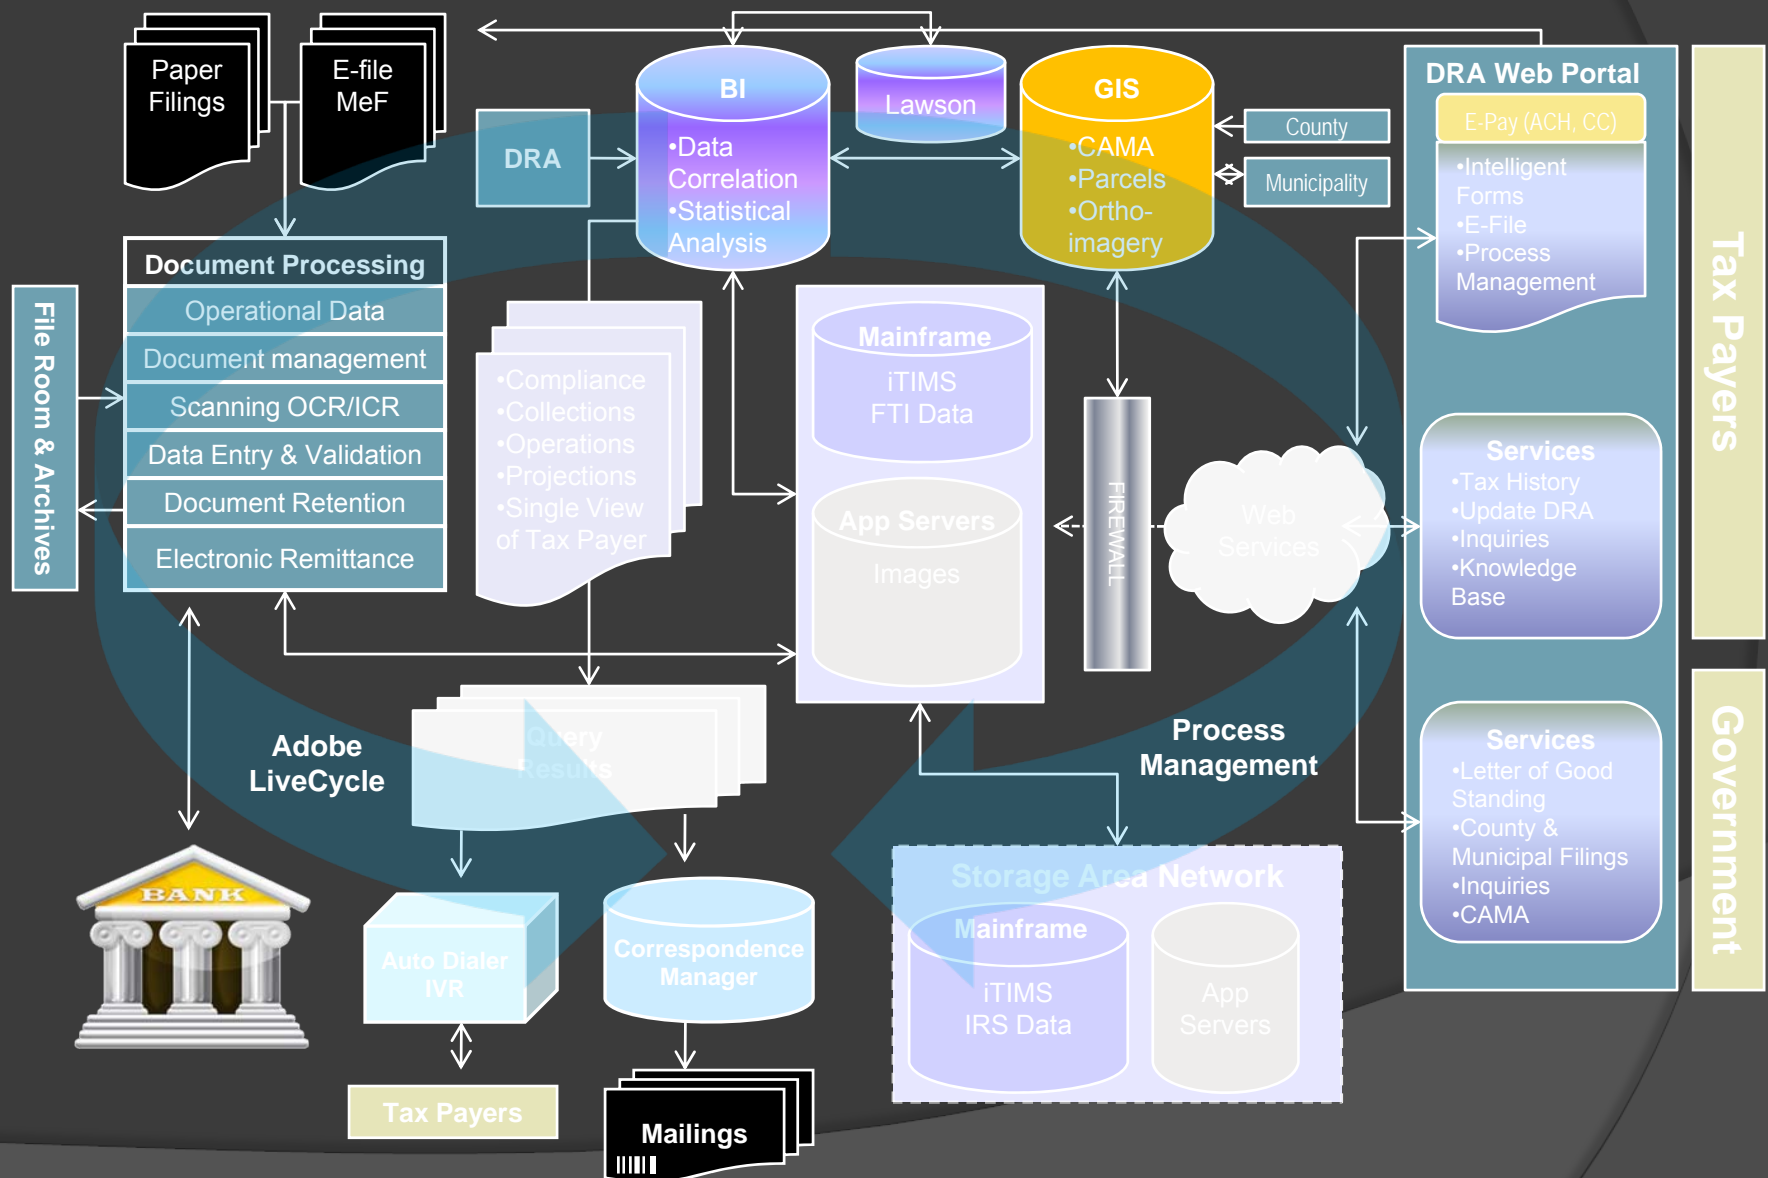 Paper
Filings
E-file
MeF
BI
•Data
Correlation
•Statistical
Analysis
Lawson
GIS
•CAMA
•Parcels
•Ortho-
imagery
DRA
County
Municipality
DRA Web Portal
E-Pay (ACH, CC)
•Intelligent
Forms
•E-File
•Process
Management
Tax Payers
Document Processing
Operational Data
Document management
Scanning OCR/ICR
Data Entry & Validation
Document Retention
Electronic Remittance
File Room & Archives
•Compliance
•Collections
•Operations
•Projections
•Single View
of Tax Payer
Mainframe
iTIMS
FTI Data
App Servers
Images
FIREWALL
Web
Services
Services
•Tax History
•Update DRA
•Inquiries
•Knowledge
Base
Adobe
LiveCycle
Query
Results
Process
Management
Services
•Letter of Good
Standing
•County &
Municipal Filings
•Inquiries
•CAMA
Government
BANK
Auto Dialer
IVR
Correspondence
Manager
Storage Area Network
Mainframe
iTIMS
IRS Data
App
Servers
Tax Payers
Mailings